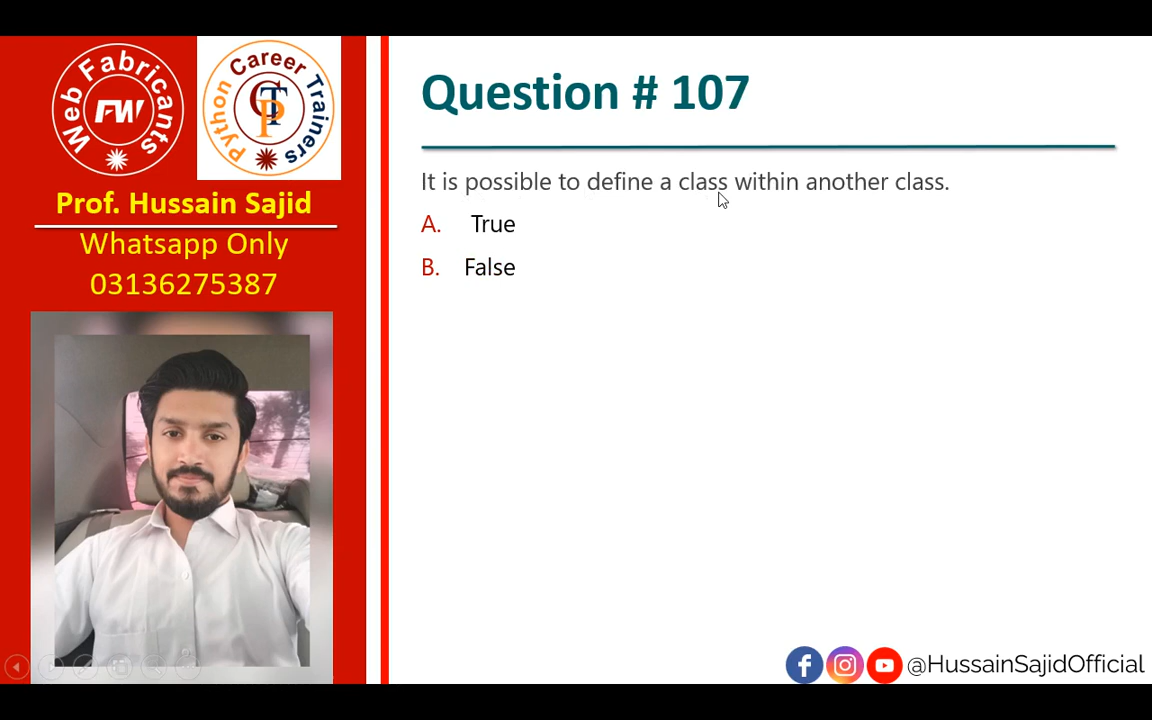 Web Fabricants
FW
Python Career Trainers
CTP
Prof. Hussain Sajid
Whatsapp Only
03136275387
Question # 107
It is possible to define a class within another class.
A. True
B. False
@HussainSajidOfficial